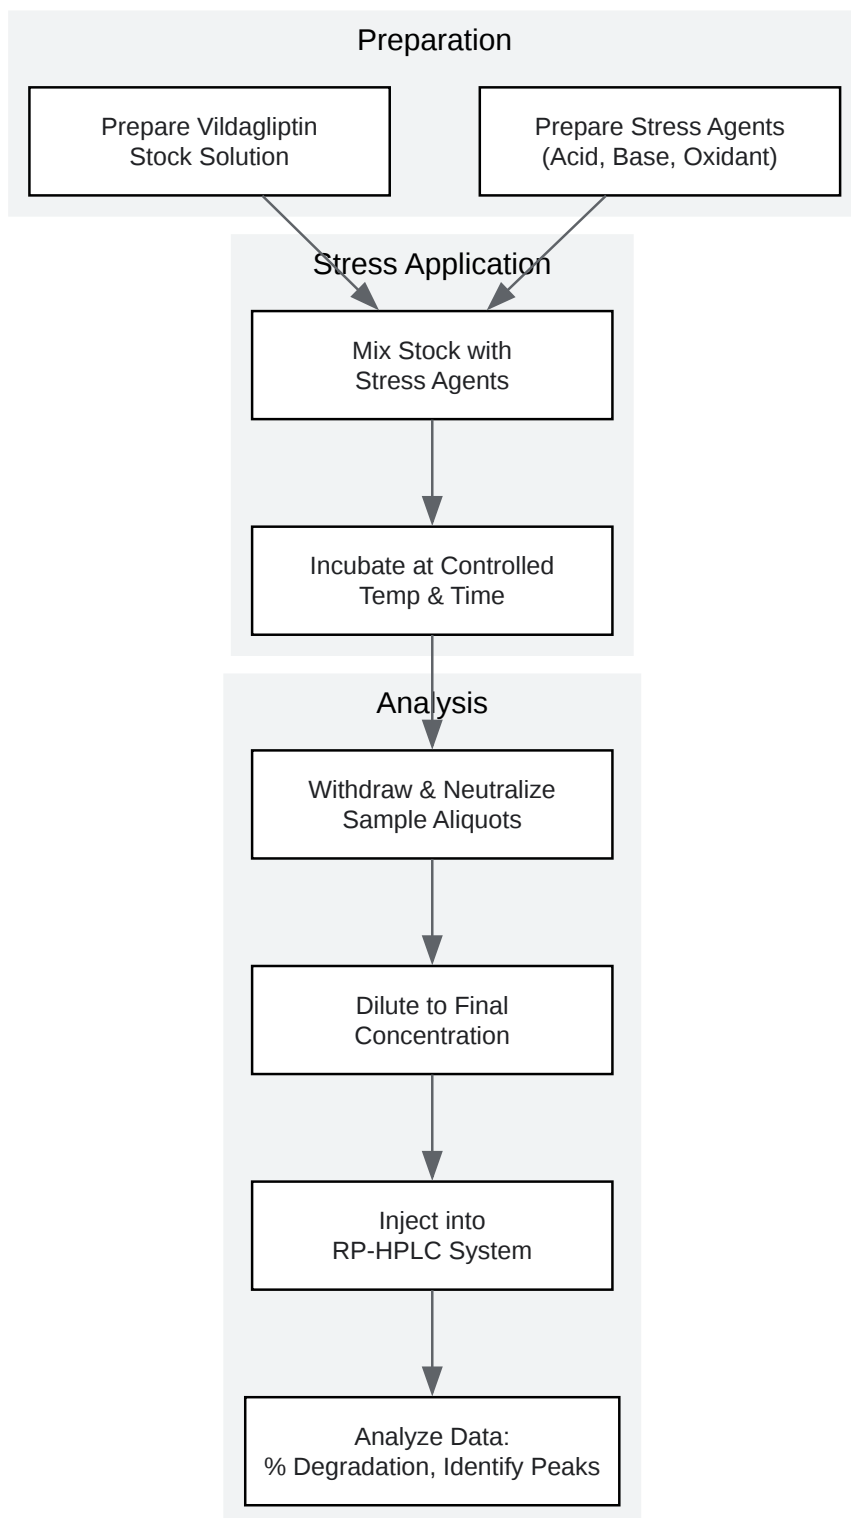 Preparation
Prepare Vildagliptin
Stock Solution
Prepare Stress Agents
(Acid, Base, Oxidant)
Stress Application
Mix Stock with
Stress Agents
Incubate at Controlled
Temp & Time
Analysis
Withdraw & Neutralize
Sample Aliquots
Dilute to Final
Concentration
Inject into
RP-HPLC System
Analyze Data:
% Degradation, Identify Peaks